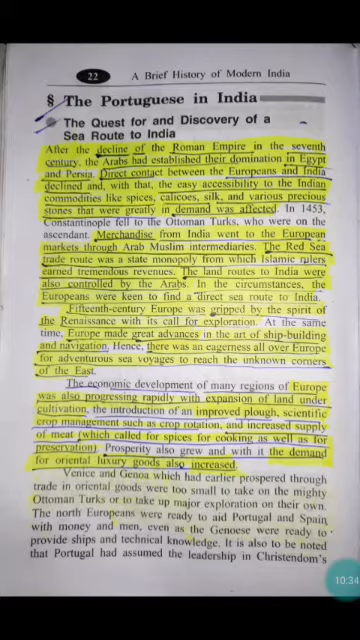 22 A Brief History of Modern India
§ The Portuguese in India
The Quest for and Discovery of a
Sea Route to India
After the decline of the Roman Empire in the seventh
century, the Arabs had established their domination in Egypt
and Persia. Direct contact between the Europeans and India
declined and, with that, the easy accessibility to the Indian
commodities like spices, calicoes, silk, and various precious
stones that were greatly in demand was affected. In 1453,
Constantinople fell to the Ottoman Turks, who were on the
ascendant. Merchandise from India went to the European
markets through Arab Muslim intermediaries. The Red Sea
trade route was a state monopoly from which Islamic rulers
earned tremendous revenues. The land routes to India were
also controlled by the Arabs. In the circumstances, the
Europeans were keen to find a direct sea route to India.
Fifteenth-century Europe was gripped by the spirit of
the Renaissance with its call for exploration. At the same
time, Europe made great advances in the art of ship-building
and navigation. Hence, there was an eagerness all over Europe
for adventurous sea voyages to reach the unknown corners
of the East.
The economic development of many regions of Europe
was also progressing rapidly with expansion of land under
cultivation, the introduction of an improved plough, scientific
crop management such as crop rotation, and increased supply
of meat (which called for spices for cooking as well as for
preservation). Prosperity also grew and with it the demand
for oriental luxury goods also increased.
Venice and Genoa which had earlier prospered through
trade in oriental goods were too small to take on the mighty
Ottoman Turks or to take up major exploration on their own.
The north Europeans were ready to aid Portugal and Spain
with money and men, even as the Genoese were ready to
provide ships and technical knowledge. It is also to be noted
that Portugal had assumed the leadership in Christendom's
10:34